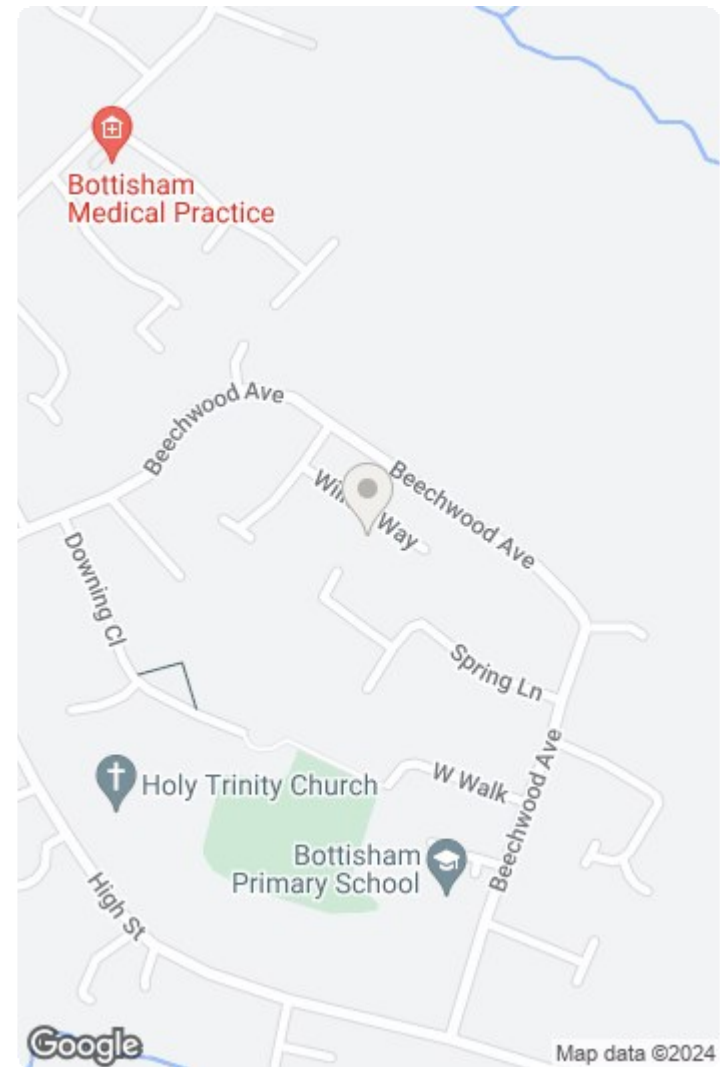 Bottisham
Medical Practice
Beechwood Ave
Beechwood Ave
Way
Downing Cl
Spring Ln
Holy Trinity Church
W Walk
Beechwood Ave
Bottisham
Primary School
High St
Google
Map data ©2024